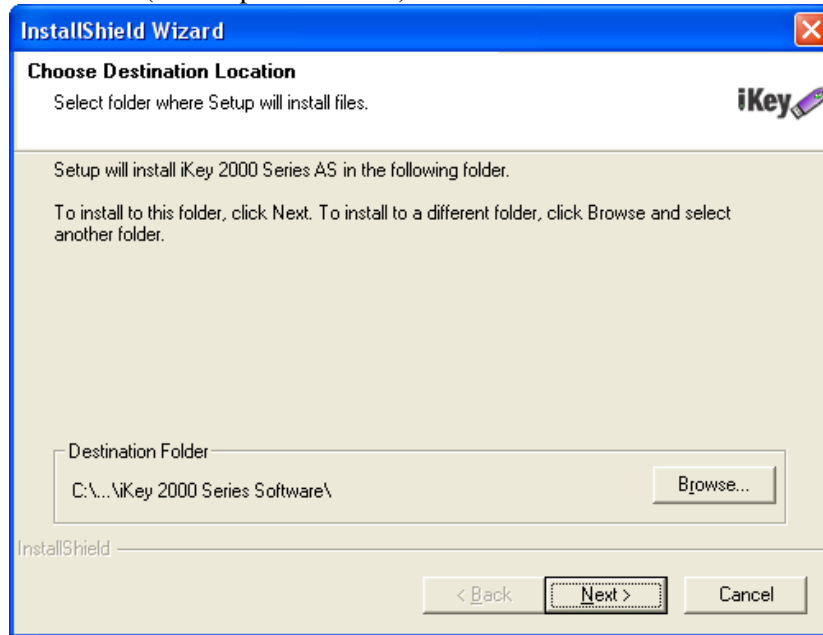 InstallShield Wizard
Choose Destination Location
Select folder where Setup will install files.
iKey
Setup will install iKey 2000 Series AS in the following folder.
To install to this folder, click Next. To install to a different folder, click Browse and select
another folder.
Destination Folder
C:\...\iKey 2000 Series Software\
Browse...
InstallShield
< Back
Next >
Cancel